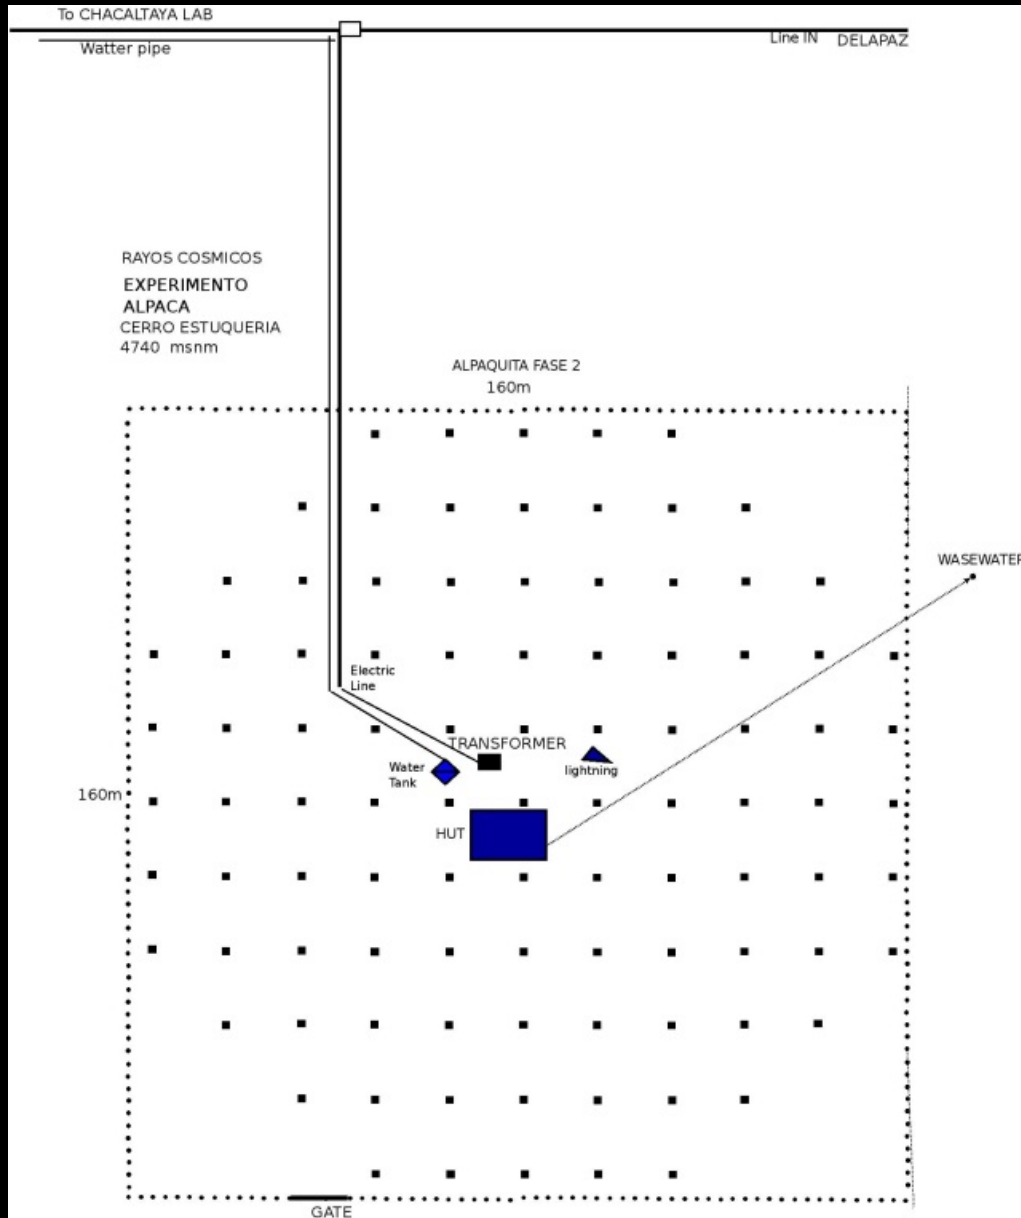 To CHACALTAYA LAB
Watter pipe
Line IN DELAPAZ
RAYOS COSMICOS
EXPERIMENTO
ALPACA
CERRO ESTUQUERIA
4740 msnm
ALPAQUITA FASE 2
160m
WASEWATER
Electric
Line
TRANSFORMER
Water
Tank
lightning
160m
HUT
GATE